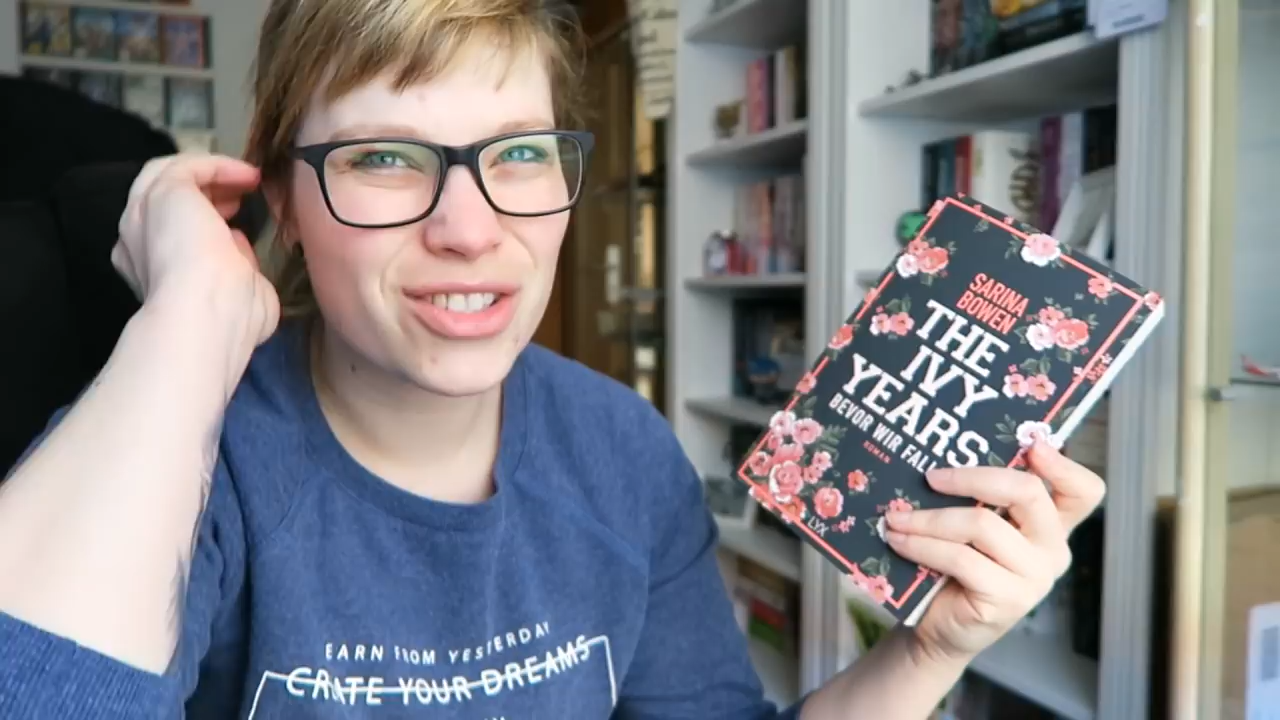 SARINA
BOWEN
THE
IVY
YEARS
BEVOR WIR FALL
ROMAN
LYX
EARN FROM YESTERDAY
CRATE YOUR DREAMS